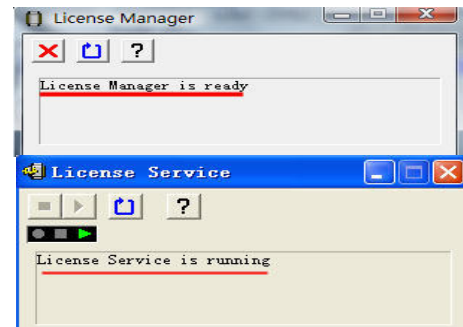 License Manager
?
License Manager is ready
License Service
?
License Service is running